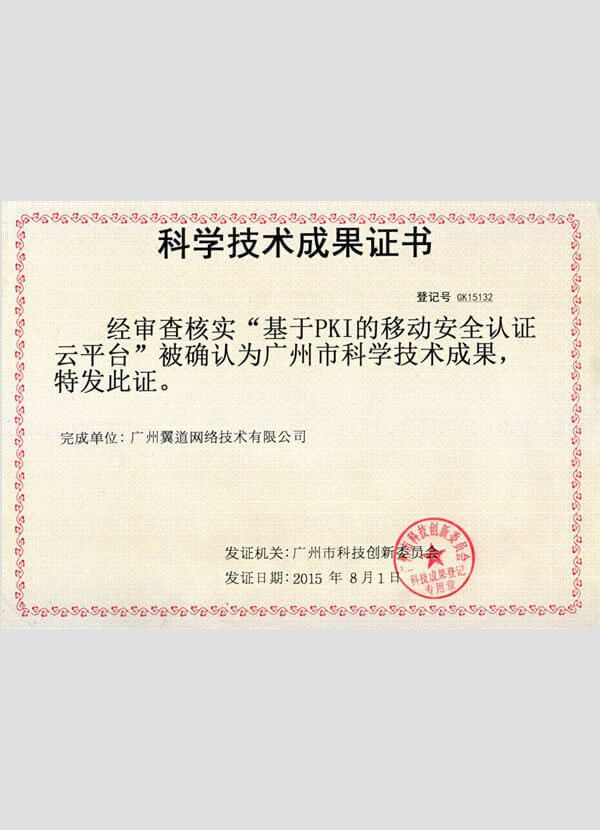 科学技术成果证书
登记号 GK15132
经审查核实“基于PKI的移动安全认证
云平台”被确认为广州市科学技术成果,
特发此证。
完成单位: 广州翼道网络技术有限公司
发证机关: 广州市科技创新委员会
发证日期: 2015 年 8月1日
广州市科技创新委员会
科技成果登记
专用章